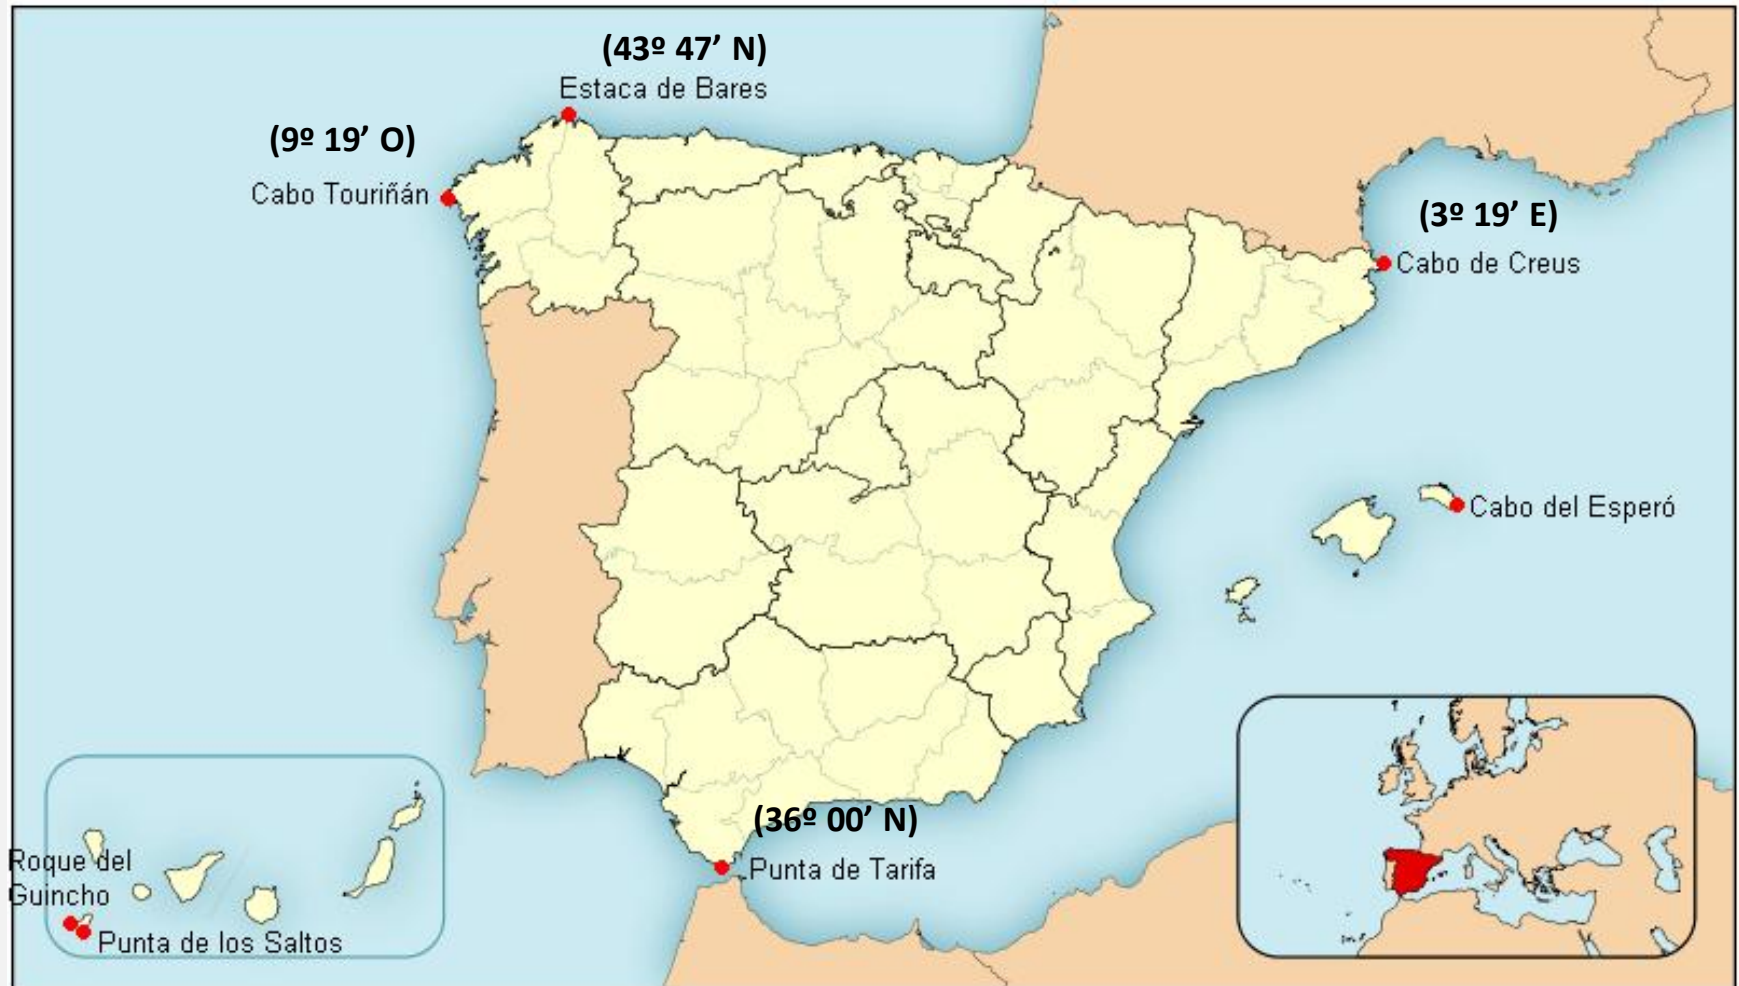 (43º 47’ N)
Estaca de Bares
(9º 19’ O)
Cabo Touriñán
(3º 19’ E)
Cabo de Creus
Cabo del Esperó
(36º 00’ N)
Punta de Tarifa
Roque del
Guincho
Punta de los Saltos